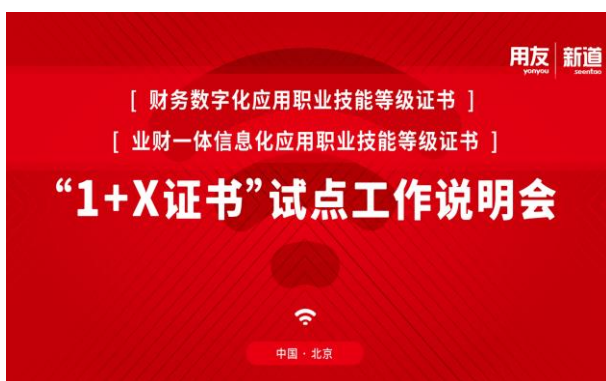 用友 新道
yonyou seentao
[ 财务数字化应用职业技能等级证书 ]
[ 业财一体信息化应用职业技能等级证书 ]
“1+X证书”试点工作说明会
中国 · 北京